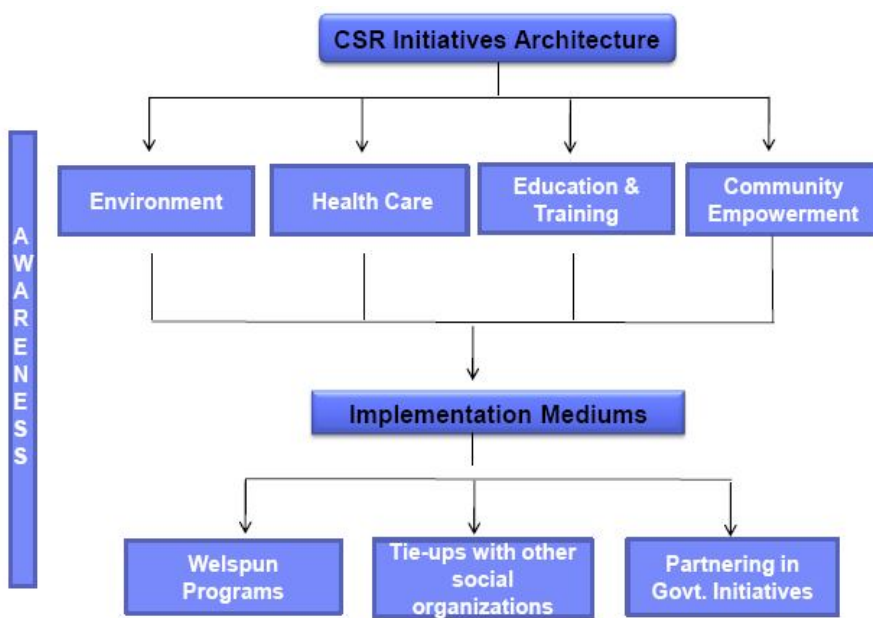 CSR Initiatives Architecture
Environment
Health Care
Education &
Training
Community
Empowerment
AWARENESS
Implementation Mediums
Welspun
Programs
Tie-ups with other
social
organizations
Partnering in
Govt. Initiatives